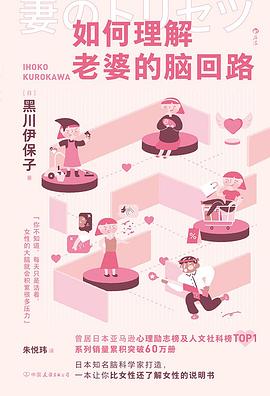 妻のトリセツ
如何理解
老婆的脑回路
IHOKO
KUROKAWA
[日]
黑川伊保子
著
「你不知道，每天只是活着，
女性的大脑就会积累很多压力」
朱悦玮 译
曾居日本亚马逊心理励志榜及人文社科榜TOP1
系列销量累积突破60万册
日本知名脑科学家打造，
一本让你比女性还了解女性的说明书